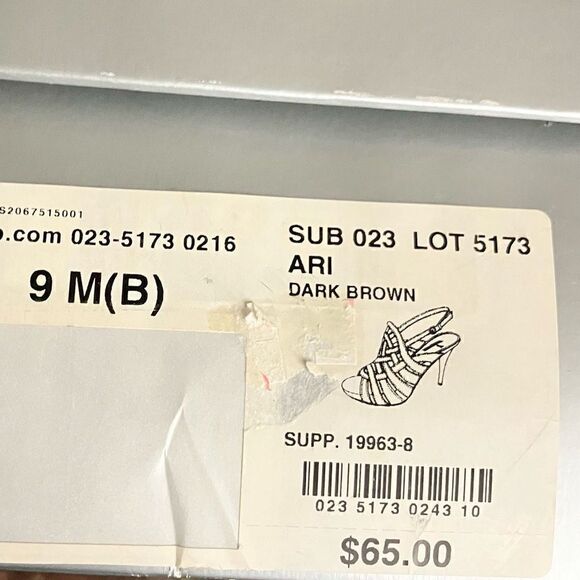 S2067515001
.com 023-5173 0216
9 M(B)
SUB 023 LOT 5173
ARI
DARK BROWN
SUPP. 19963-8
023 5173 0243 10
$65.00